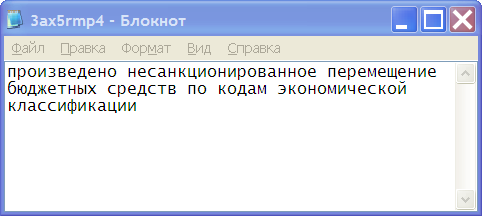 3ax5rmp4 - Блокнот
Файл Правка Формат Вид Справка
произведено несанкционированное перемещение
бюджетных средств по кодам экономической
классификации